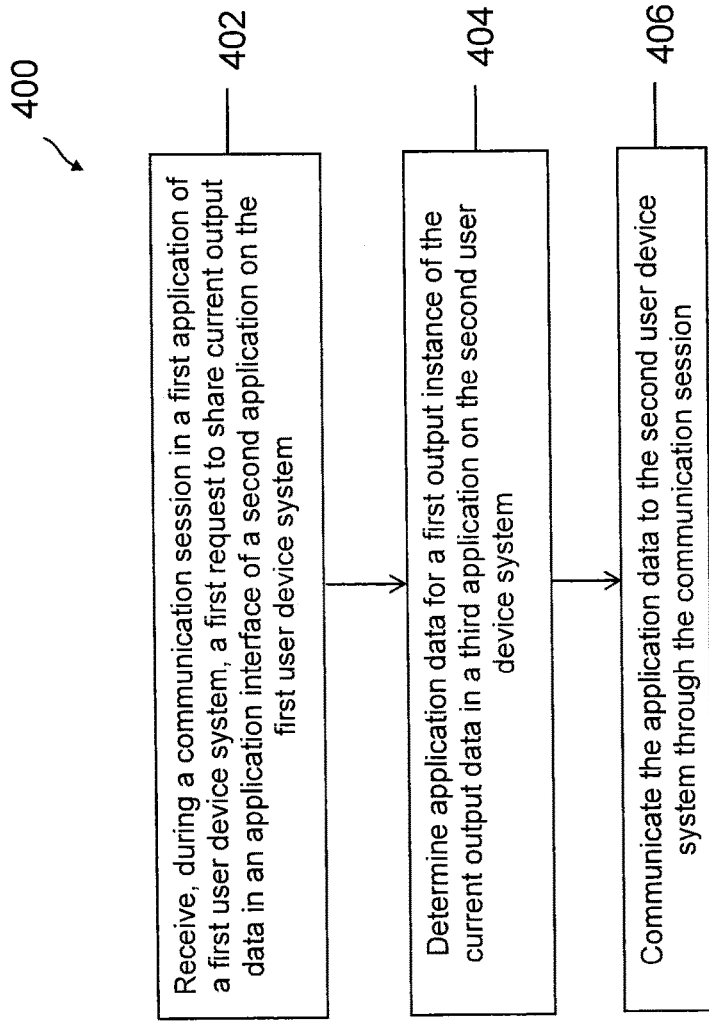 400
Receive, during a communication session in a first application of
a first user device system, a first request to share current output
data in an application interface of a second application on the
first user device system
402
Determine application data for a first output instance of the
current output data in a third application on the second user
device system
404
Communicate the application data to the second user device
system through the communication session
406